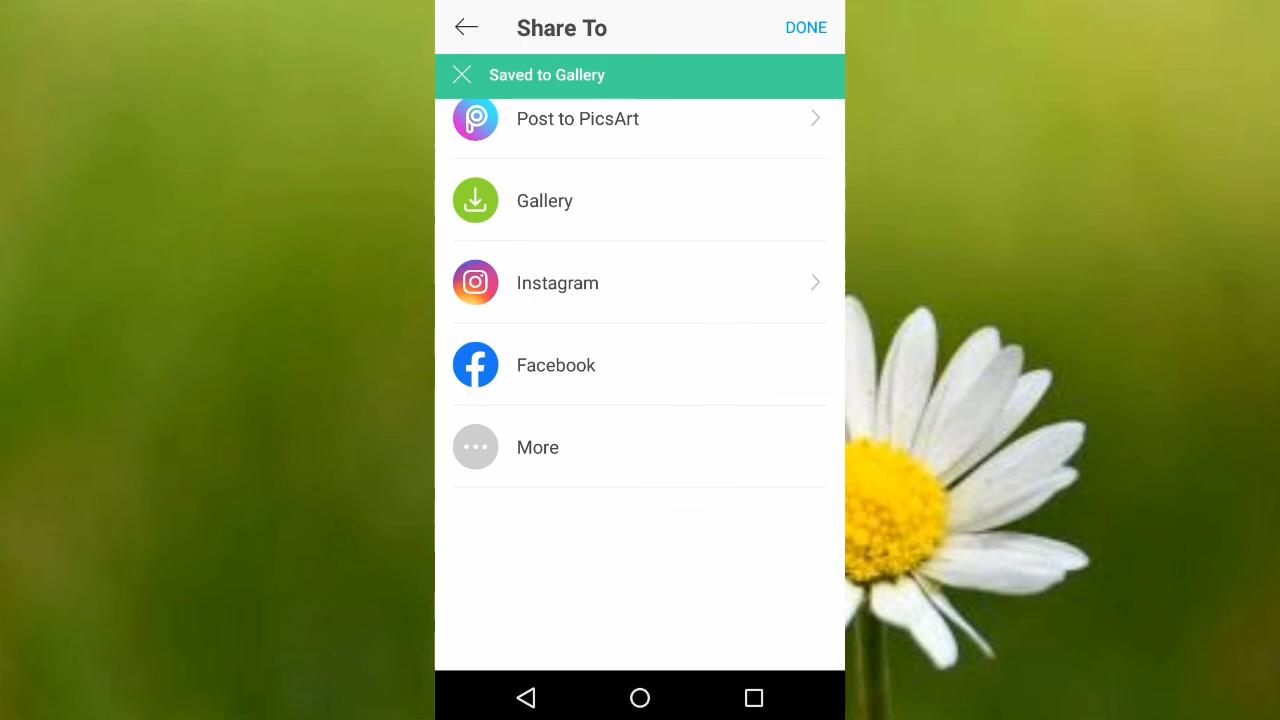 Share To
DONE
Saved to Gallery
Post to PicsArt
Gallery
Instagram
Facebook
More